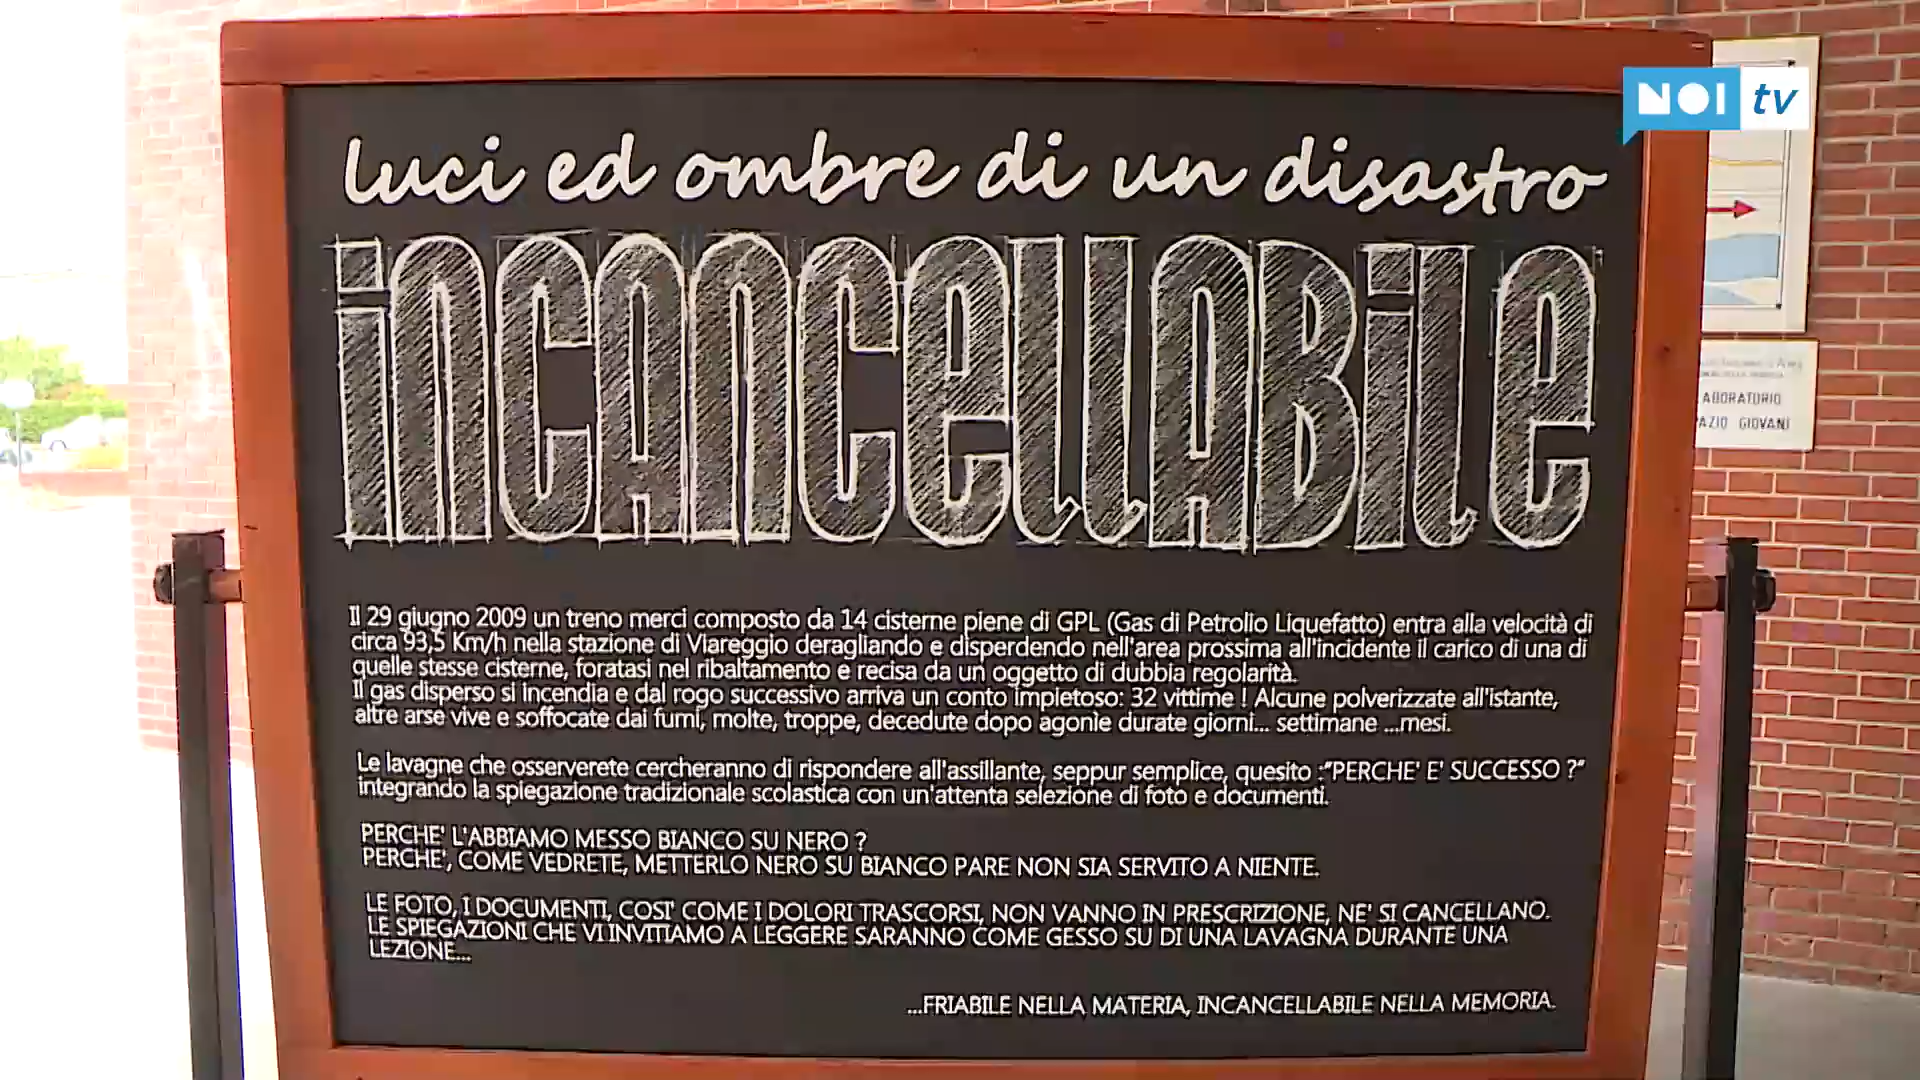 NOI tv
luci ed ombre di un disastro
iNCANCellABile
Il 29 giugno 2009 un treno merci composto da 14 cisterne piene di GPL (Gas di Petrolio Liquefatto) entra alla velocità di
circa 93,5 Km/h nella stazione di Viareggio deragliando e disperdendo nell'area prossima all'incidente il carico di una di
quelle stesse cisterne, foratasi nel ribaltamento e recisa da un oggetto di dubbia regolarità.
Il gas disperso si incendia e dal rogo successivo arriva un conto impietoso: 32 vittime ! Alcune polverizzate all'istante,
altre arse vive e soffocate dai fumi, molte, troppe, decedute dopo agonie durate giorni... settimane ...mesi.
Le lavagne che osserverete cercheranno di rispondere all'assillante, seppur semplice, quesito :"PERCHE' E' SUCCESSO ?"
integrando la spiegazione tradizionale scolastica con un'attenta selezione di foto e documenti.
PERCHE' L'ABBIAMO MESSO BIANCO SU NERO ?
PERCHE', COME VEDRETE, METTERLO NERO SU BIANCO PARE NON SIA SERVITO A NIENTE.
LE FOTO, I DOCUMENTI, COSI' COME I DOLORI TRASCORSI, NON VANNO IN PRESCRIZIONE, NE' SI CANCELLANO.
LE SPIEGAZIONI CHE VI INVITIAMO A LEGGERE SARANNO COME GESSO SU DI UNA LAVAGNA DURANTE UNA
LEZIONE...
...FRIABILE NELLA MATERIA, INCANCELLABILE NELLA MEMORIA.
ABORATORIO
AZIO GIOVANI